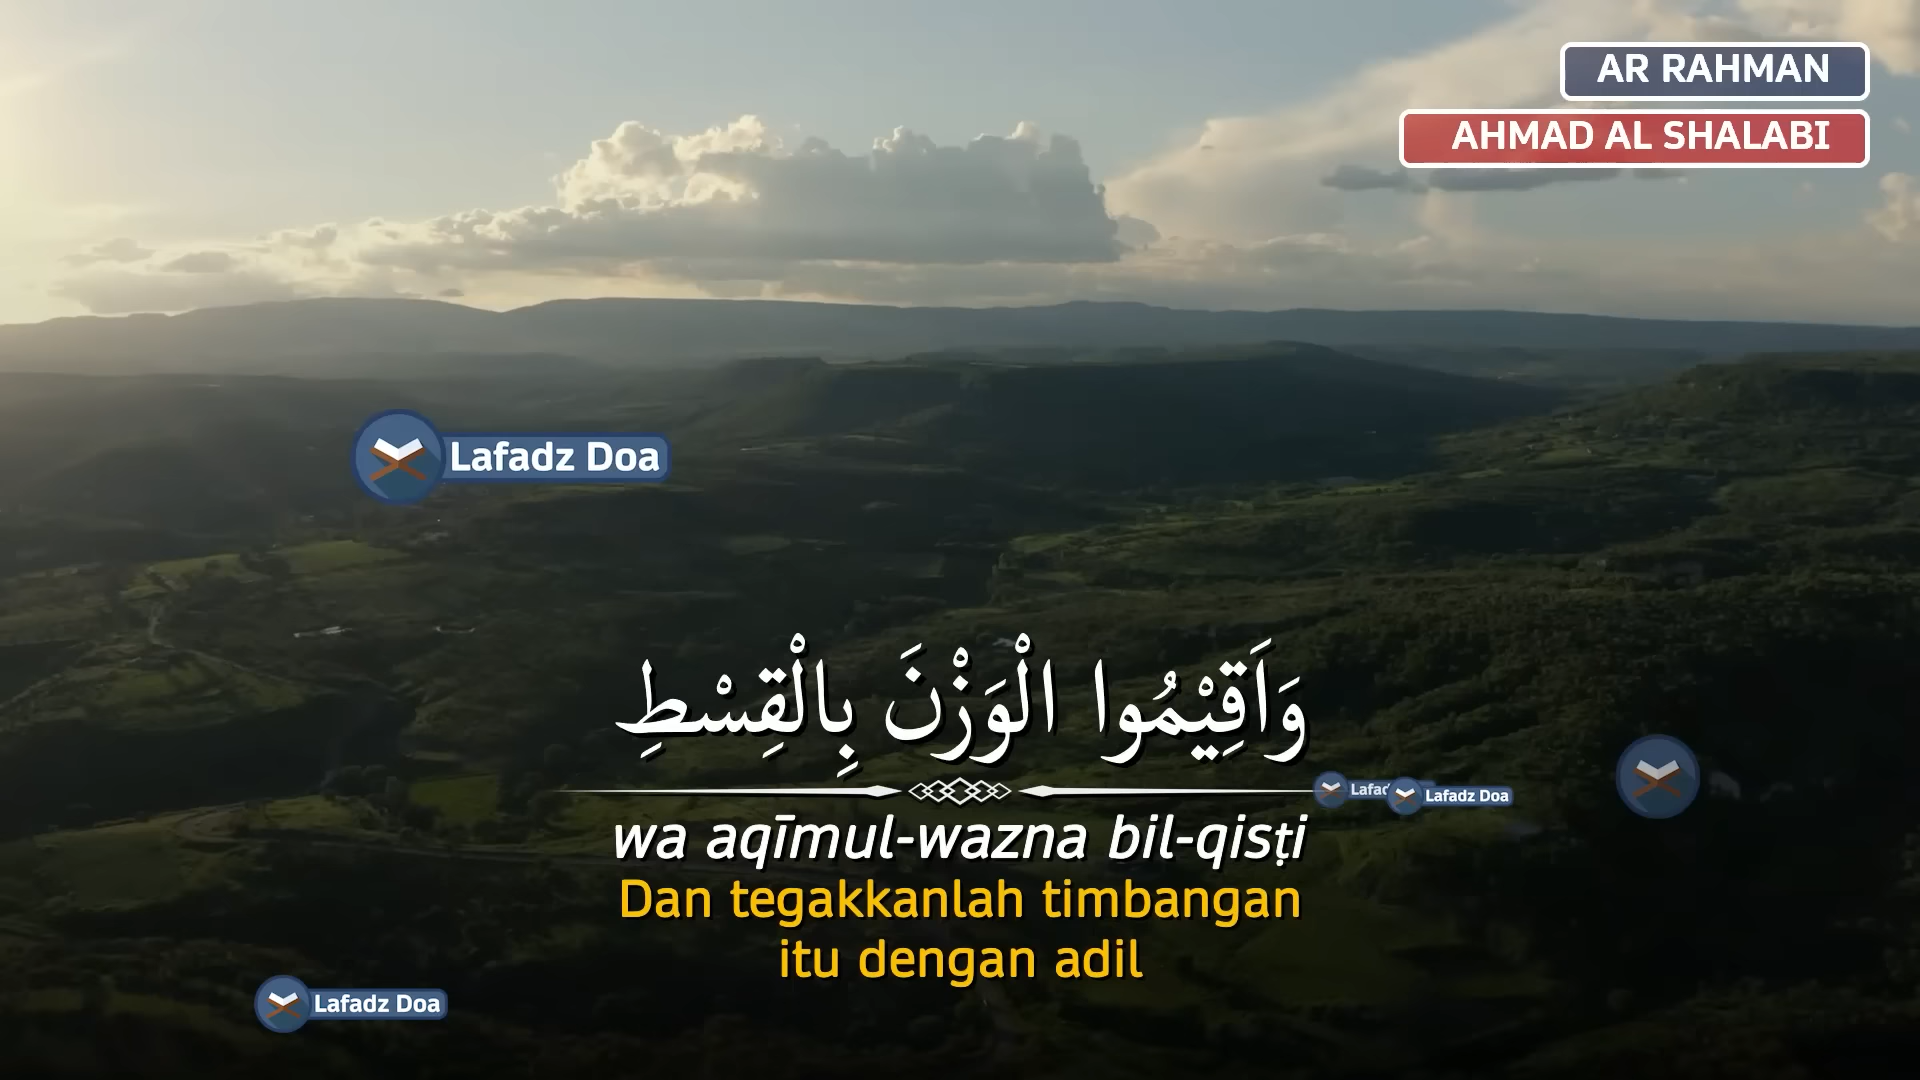 AR RAHMAN
AHMAD AL SHALABI
Lafadz Doa
وَاَقِيْمُوا الْوَزْنَ بِالْقِسْطِ
Lafadz Doa
wa aqīmul-wazna bil-qisṭi
Dan tegakkanlah timbangan
itu dengan adil
Lafadz Doa